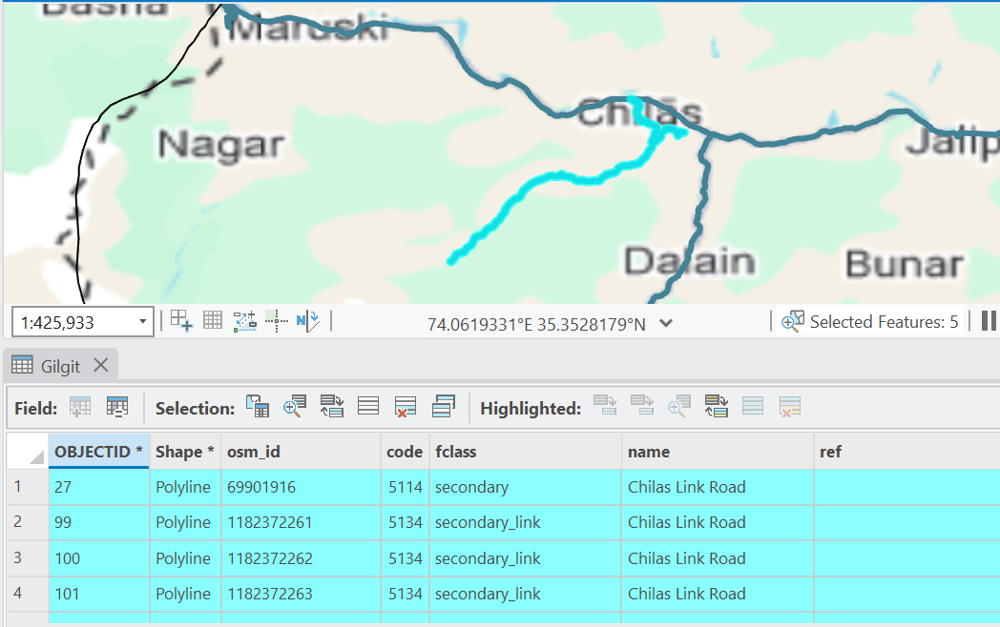 Basha
Maruski
Chilās
Nagar
Jalip
Dalain
Bunar
1:425,933
74.0619331°E 35.3528179°N
Selected Features: 5
Gilgit
Field:
Selection:
Highlighted:
OBJECTID * Shape * osm_id code fclass name ref
1 27 Polyline 69901916 5114 secondary Chilas Link Road
2 99 Polyline 1182372261 5134 secondary_link Chilas Link Road
3 100 Polyline 1182372262 5134 secondary_link Chilas Link Road
4 101 Polyline 1182372263 5134 secondary_link Chilas Link Road